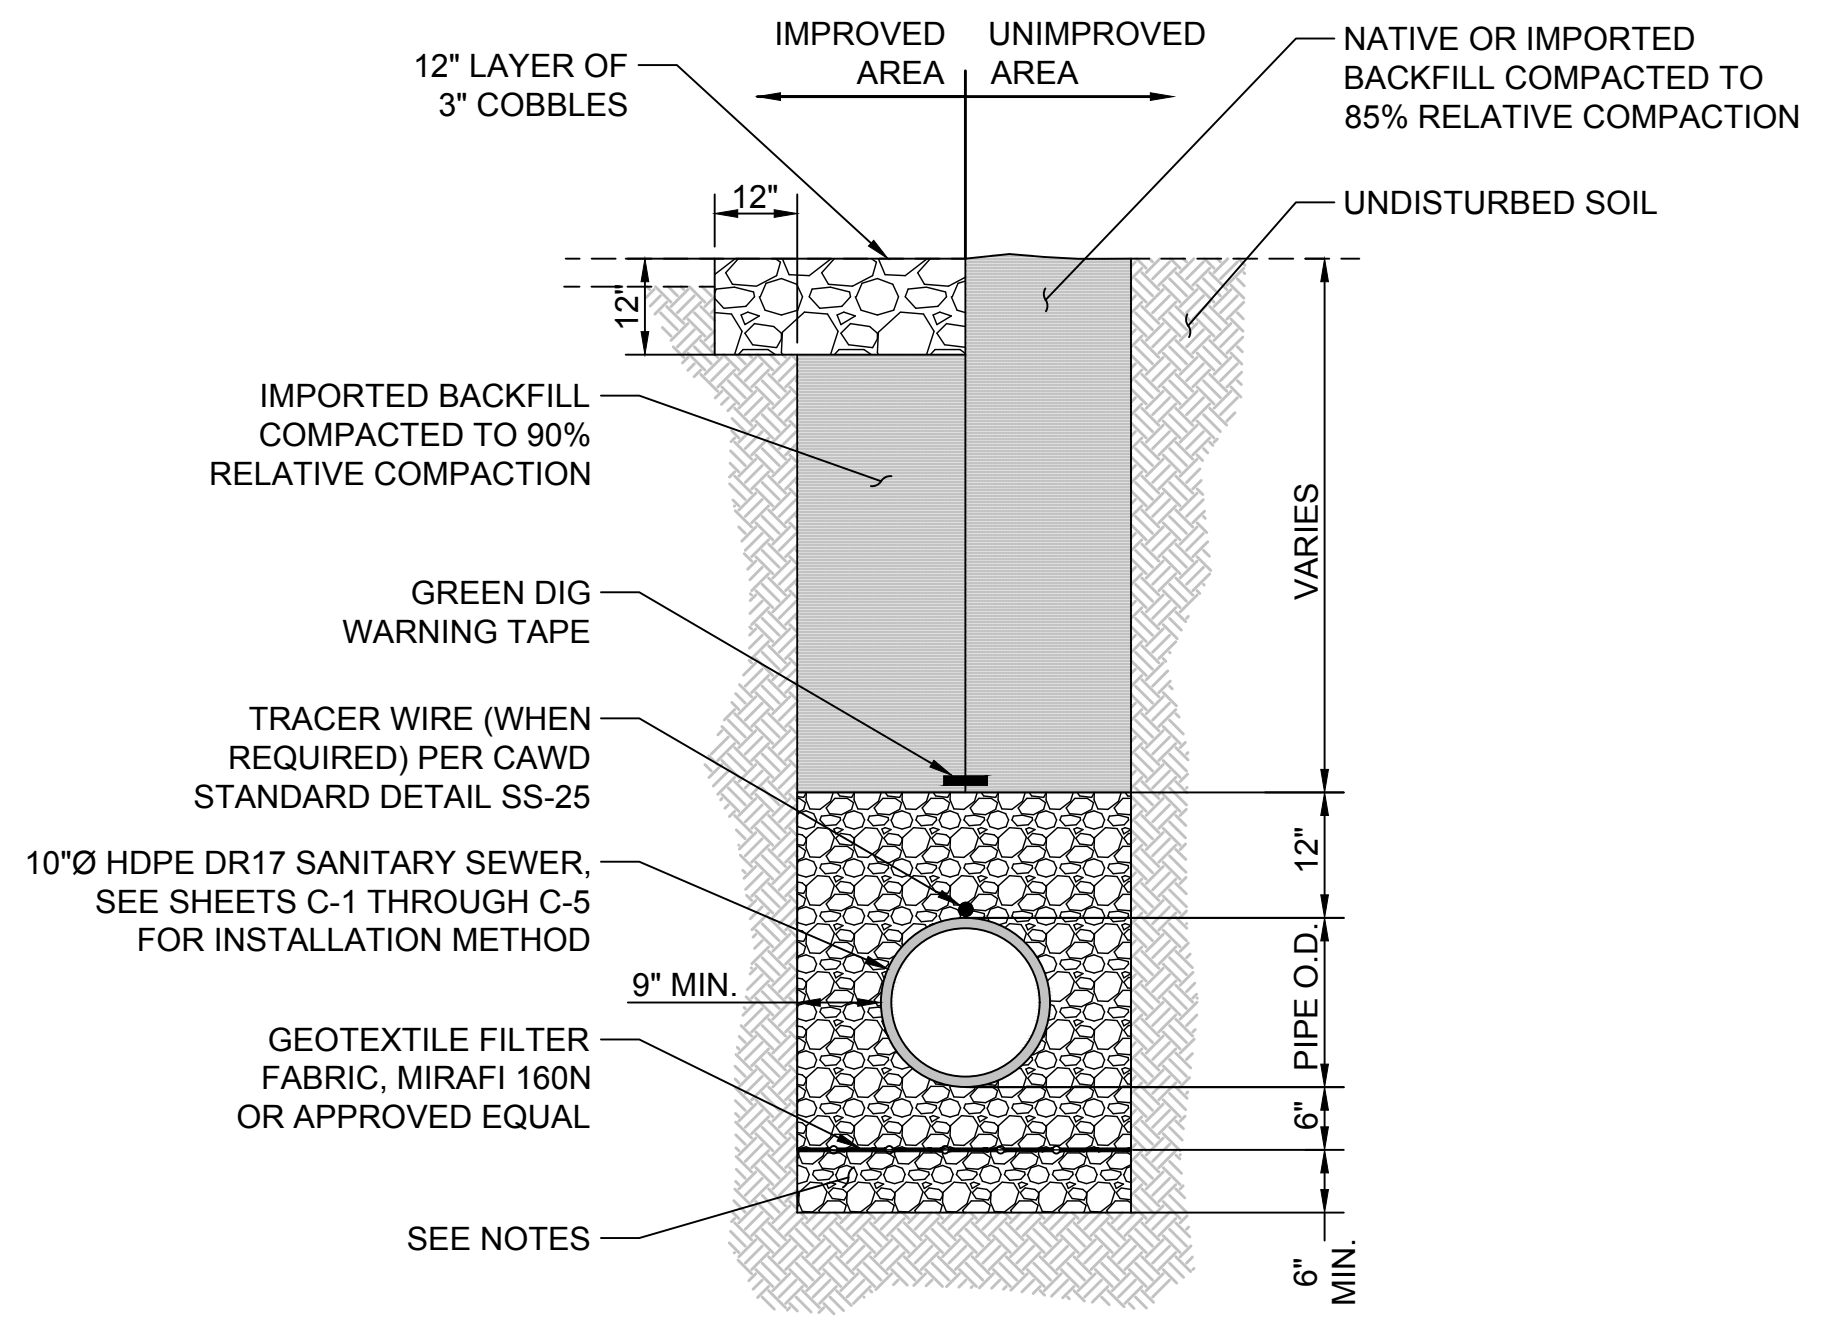 IMPROVED
AREA
UNIMPROVED
AREA
12" LAYER OF
3" COBBLES
NATIVE OR IMPORTED
BACKFILL COMPACTED TO
85% RELATIVE COMPACTION
UNDISTURBED SOIL
12"
12"
IMPORTED BACKFILL
COMPACTED TO 90%
RELATIVE COMPACTION
VARIES
GREEN DIG
WARNING TAPE
TRACER WIRE (WHEN
REQUIRED) PER CAWD
STANDARD DETAIL SS-25
12"
10"Ø HDPE DR17 SANITARY SEWER,
SEE SHEETS C-1 THROUGH C-5
FOR INSTALLATION METHOD
9" MIN.
PIPE O.D.
GEOTEXTILE FILTER
FABRIC, MIRAFI 160N
OR APPROVED EQUAL
6"
SEE NOTES
6"
MIN.